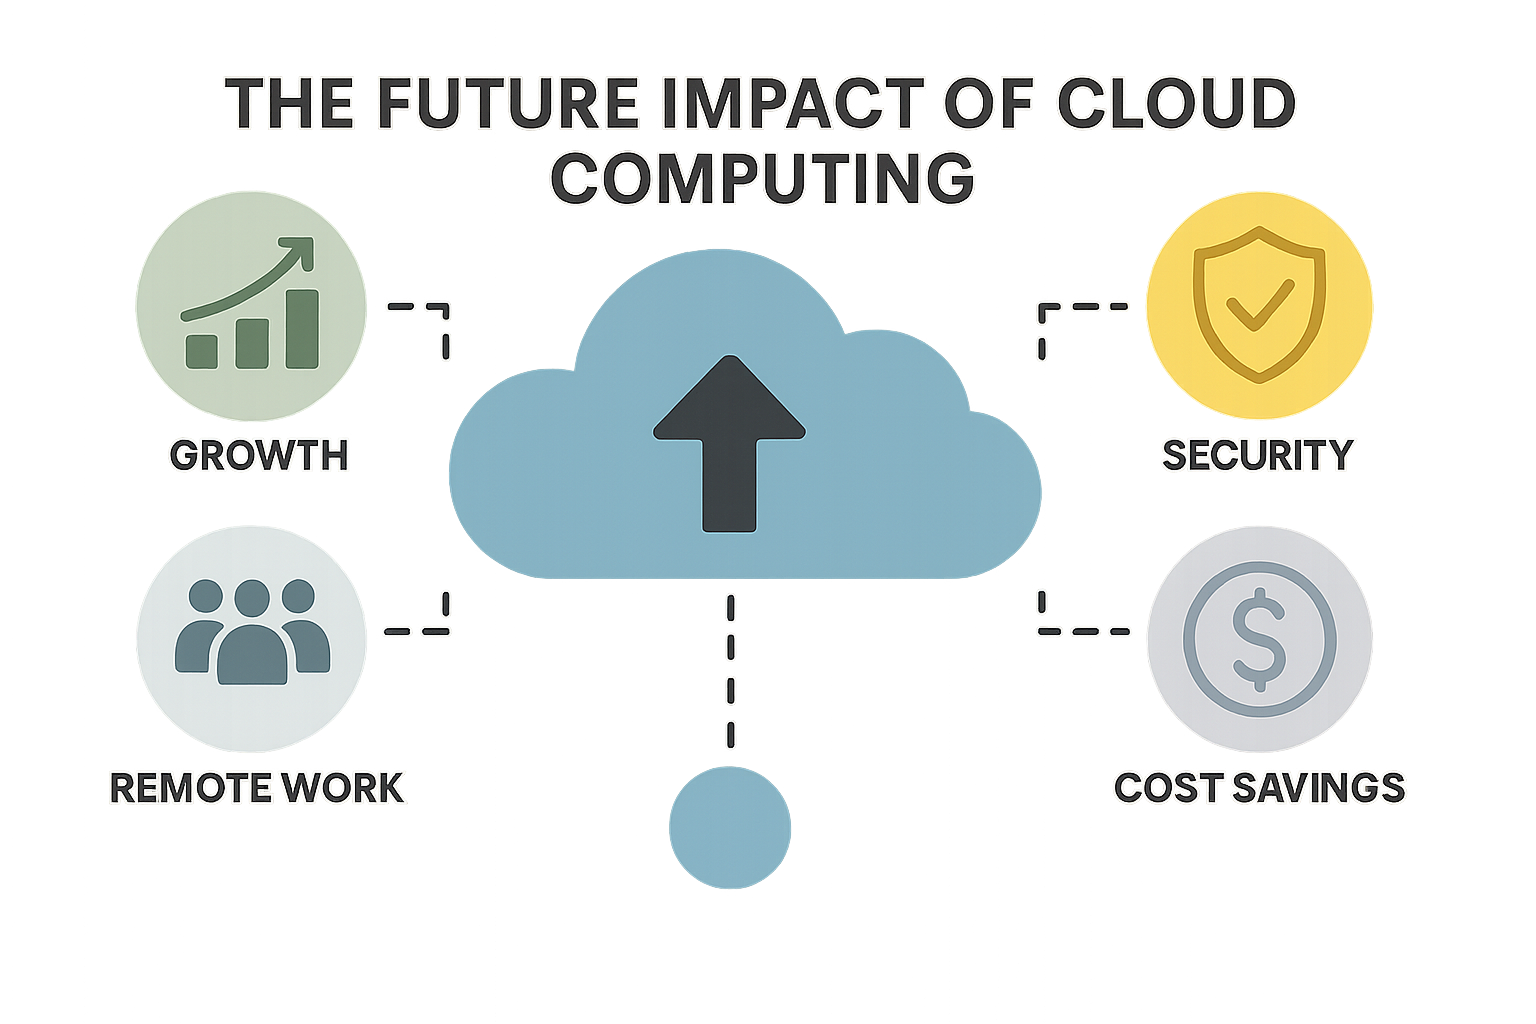 THE FUTURE IMPACT OF CLOUD
COMPUTING
GROWTH
SECURITY
REMOTE WORK
COST SAVINGS